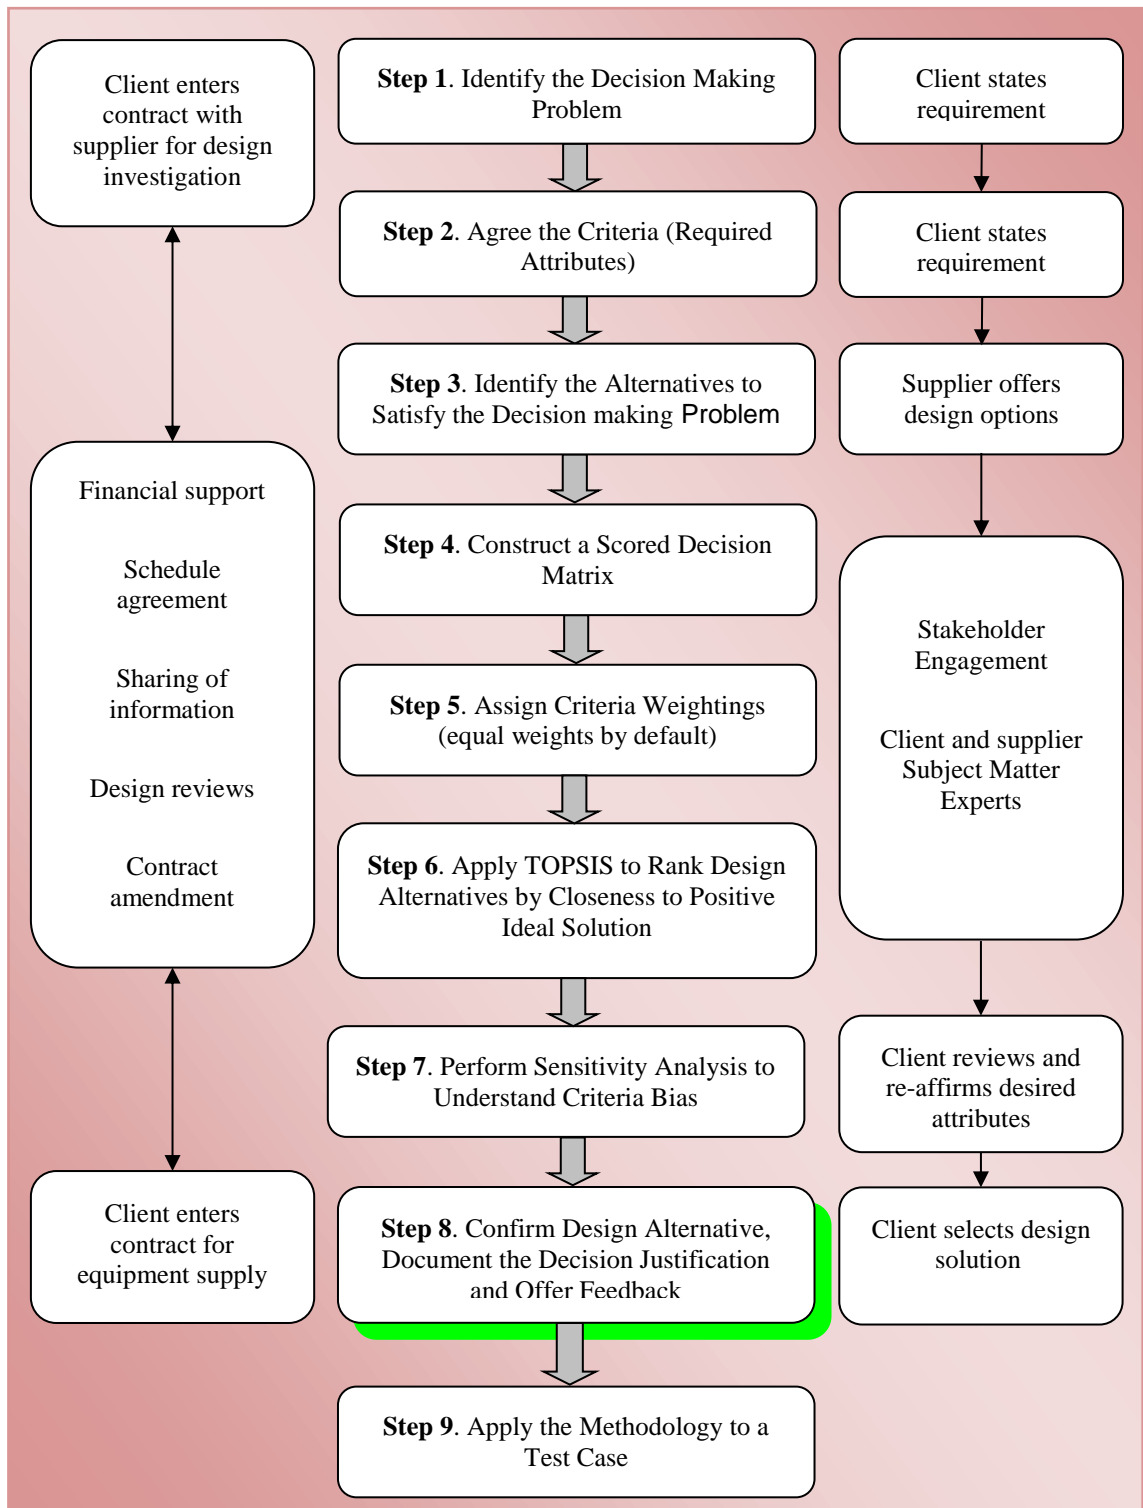 Client enters
contract with
supplier for design
investigation
Financial support
Schedule
agreement
Sharing of
information
Design reviews
Contract
amendment
Client enters
contract for
equipment supply
Step 1. Identify the Decision Making
Problem
Step 2. Agree the Criteria (Required
Attributes)
Step 3. Identify the Alternatives to
Satisfy the Decision making Problem
Step 4. Construct a Scored Decision
Matrix
Step 5. Assign Criteria Weightings
(equal weights by default)
Step 6. Apply TOPSIS to Rank Design
Alternatives by Closeness to Positive
Ideal Solution
Step 7. Perform Sensitivity Analysis to
Understand Criteria Bias
Step 8. Confirm Design Alternative,
Document the Decision Justification
and Offer Feedback
Step 9. Apply the Methodology to a
Test Case
Client states
requirement
Client states
requirement
Supplier offers
design options
Stakeholder
Engagement
Client and supplier
Subject Matter
Experts
Client reviews and
re-affirms desired
attributes
Client selects design
solution